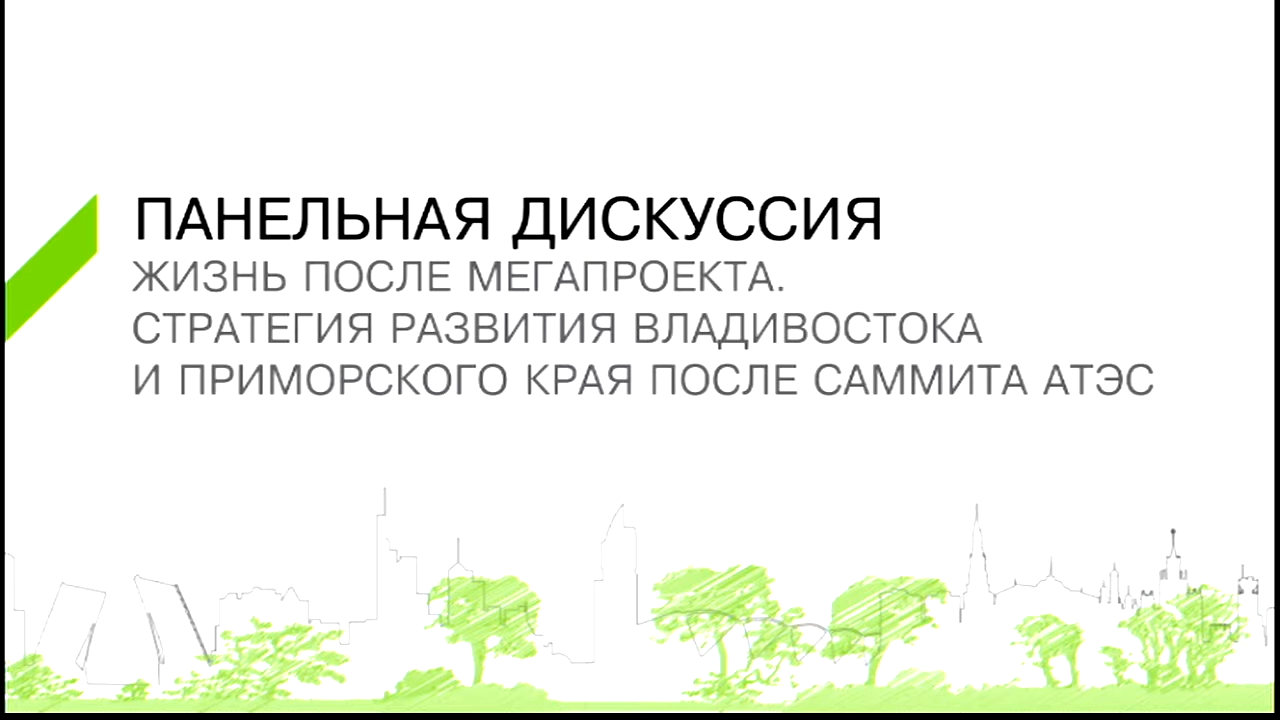 ПАНЕЛЬНАЯ ДИСКУССИЯ
ЖИЗНЬ ПОСЛЕ МЕГАПРОЕКТА.
СТРАТЕГИЯ РАЗВИТИЯ ВЛАДИВОСТОКА
И ПРИМОРСКОГО КРАЯ ПОСЛЕ САММИТА АТЭС